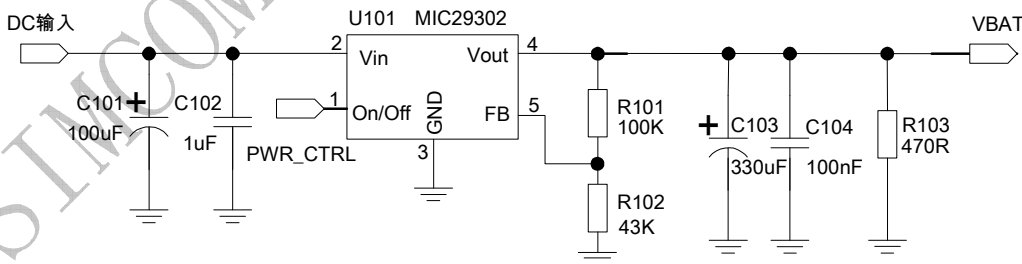 DC输入
U101 MIC29302
VBAT
2
Vin
Vout
4
1
On/Off
GND
FB
5
3
PWR_CTRL
C101
+
100uF
C102
1uF
R101
100K
R102
43K
+
C103
330uF
C104
100nF
R103
470R
SIMCOM